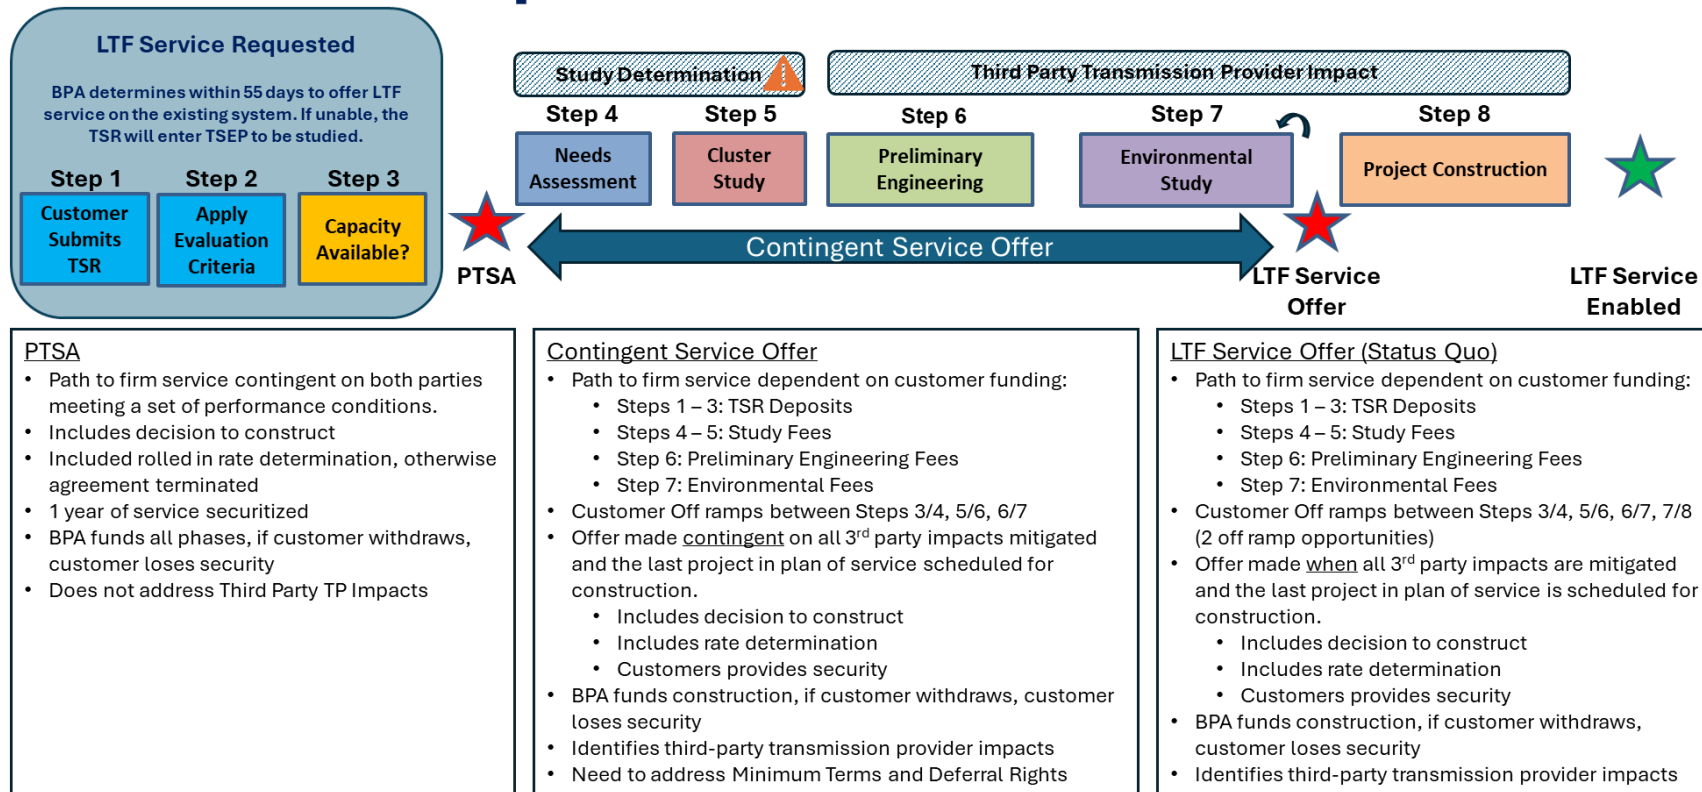 LTF Service Requested
BPA determines within 55 days to offer LTF
service on the existing system. If unable, the
TSR will enter TSEP to be studied.
Step 1
Step 2
Step 3
Customer
Submits
TSR
Apply
Evaluation
Criteria
Capacity
Available?
PTSA
Study Determination
Third Party Transmission Provider Impact
Step 4
Step 5
Step 6
Step 7
Step 8
Needs
Assessment
Cluster
Study
Preliminary
Engineering
Environmental
Study
Project Construction
Contingent Service Offer
LTF Service
Offer
LTF Service
Enabled
PTSA
• Path to firm service contingent on both parties
meeting a set of performance conditions.
• Includes decision to construct
• Included rolled in rate determination, otherwise
agreement terminated
• 1 year of service securitized
• BPA funds all phases, if customer withdraws,
customer loses security
• Does not address Third Party TP Impacts
Contingent Service Offer
• Path to firm service dependent on customer funding:
• Steps 1 – 3: TSR Deposits
• Steps 4 – 5: Study Fees
• Step 6: Preliminary Engineering Fees
• Step 7: Environmental Fees
• Customer Off ramps between Steps 3/4, 5/6, 6/7
• Offer made contingent on all 3rd party impacts mitigated
and the last project in plan of service scheduled for
construction.
• Includes decision to construct
• Includes rate determination
• Customers provides security
• BPA funds construction, if customer withdraws, customer
loses security
• Identifies third-party transmission provider impacts
• Need to address Minimum Terms and Deferral Rights
LTF Service Offer (Status Quo)
• Path to firm service dependent on customer funding:
• Steps 1 – 3: TSR Deposits
• Steps 4 – 5: Study Fees
• Step 6: Preliminary Engineering Fees
• Step 7: Environmental Fees
• Customer Off ramps between Steps 3/4, 5/6, 6/7, 7/8
(2 off ramp opportunities)
• Offer made when all 3rd party impacts are mitigated
and the last project in plan of service is scheduled for
construction.
• Includes decision to construct
• Includes rate determination
• Customers provides security
• BPA funds construction, if customer withdraws,
customer loses security
• Identifies third-party transmission provider impacts